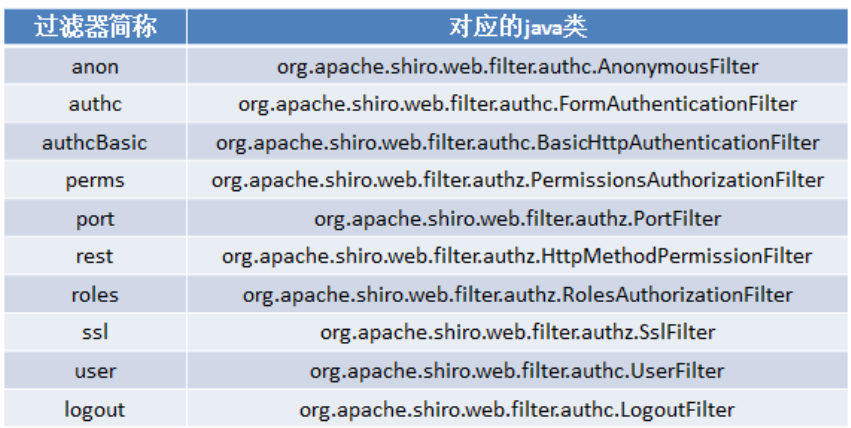 过滤器简称 对应的java类
anon org.apache.shiro.web.filter.authc.AnonymousFilter
authc org.apache.shiro.web.filter.authc.FormAuthenticationFilter
authcBasic org.apache.shiro.web.filter.authc.BasicHttpAuthenticationFilter
perms org.apache.shiro.web.filter.authz.PermissionsAuthorizationFilter
port org.apache.shiro.web.filter.authz.PortFilter
rest org.apache.shiro.web.filter.authz.HttpMethodPermissionFilter
roles org.apache.shiro.web.filter.authz.RolesAuthorizationFilter
ssl org.apache.shiro.web.filter.authz.SslFilter
user org.apache.shiro.web.filter.authc.UserFilter
logout org.apache.shiro.web.filter.authc.LogoutFilter